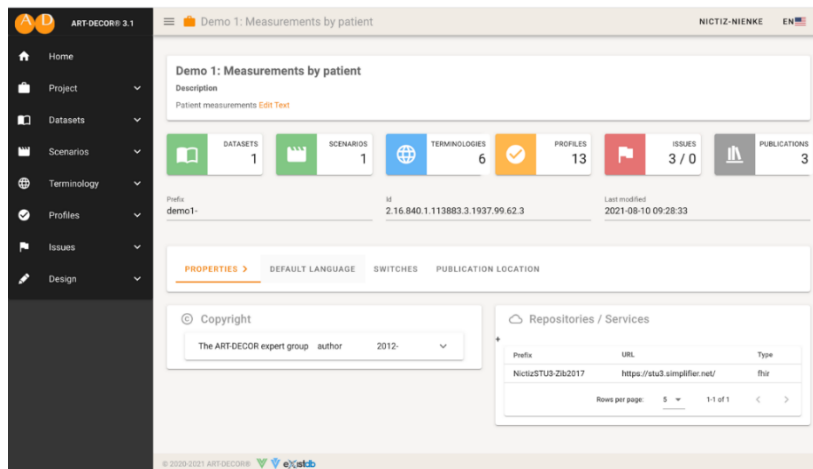 AD ART-DECOR® 3.1
Demo 1: Measurements by patient
NICTIZ-NIENKE EN
Home
Project
Datasets
Scenarios
Terminology
Profiles
Issues
Design
Demo 1: Measurements by patient
Description
Patient measurements Edit Text
DATASETS
1
SCENARIOS
1
TERMINOLOGIES
6
PROFILES
13
ISSUES
3 / 0
PUBLICATIONS
3
Prefix
demo1-
Id
2.16.840.1.113883.3.1937.99.62.3
Last modified
2021-08-10 09:28:33
PROPERTIES > DEFAULT LANGUAGE SWITCHES PUBLICATION LOCATION
© Copyright
The ART-DECOR expert group author 2012-
Repositories / Services
+
Prefix URL Type
NictizSTU3-Zib2017 https://stu3.simplifier.net/ fhir
Rows per page: 5 1-1 of 1 < >
© 2020-2021 ART-DECOR® eXistdb